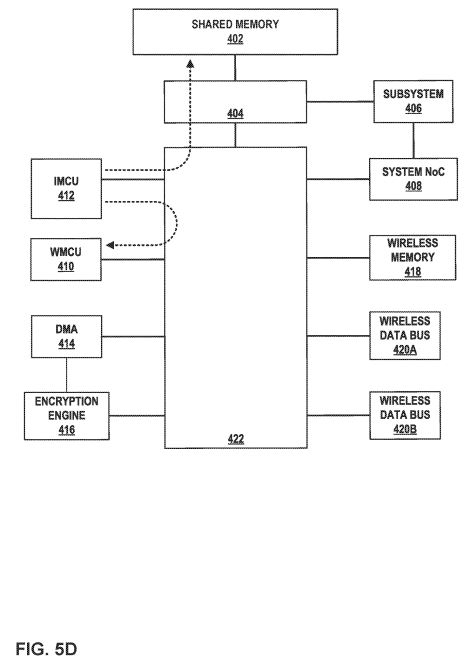 SHARED MEMORY
402
404
SUBSYSTEM
406
IMCU
412
SYSTEM NoC
408
WMCU
410
WIRELESS
MEMORY
418
DMA
414
WIRELESS
DATA BUS
420A
ENCRYPTION
ENGINE
416
WIRELESS
DATA BUS
420B
422
FIG. 5D